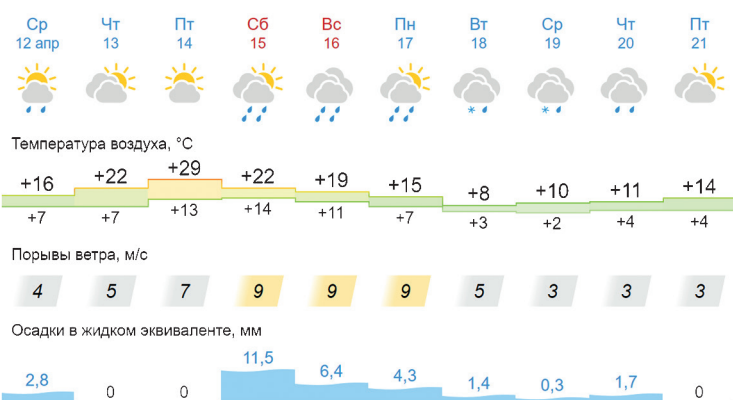 Ср Чт Пт Сб Вс Пн Вт Ср Чт Пт
12 апр 13 14 15 16 17 18 19 20 21
Температура воздуха, °C
+16 +22 +29 +22 +19 +15 +8 +10 +11 +14
+7 +7 +13 +14 +11 +7 +3 +2 +4 +4
Порывы ветра, м/с
4 5 7 9 9 9 5 3 3 3
Осадки в жидком эквиваленте, мм
2,8 0 0 11,5 6,4 4,3 1,4 0,3 1,7 0